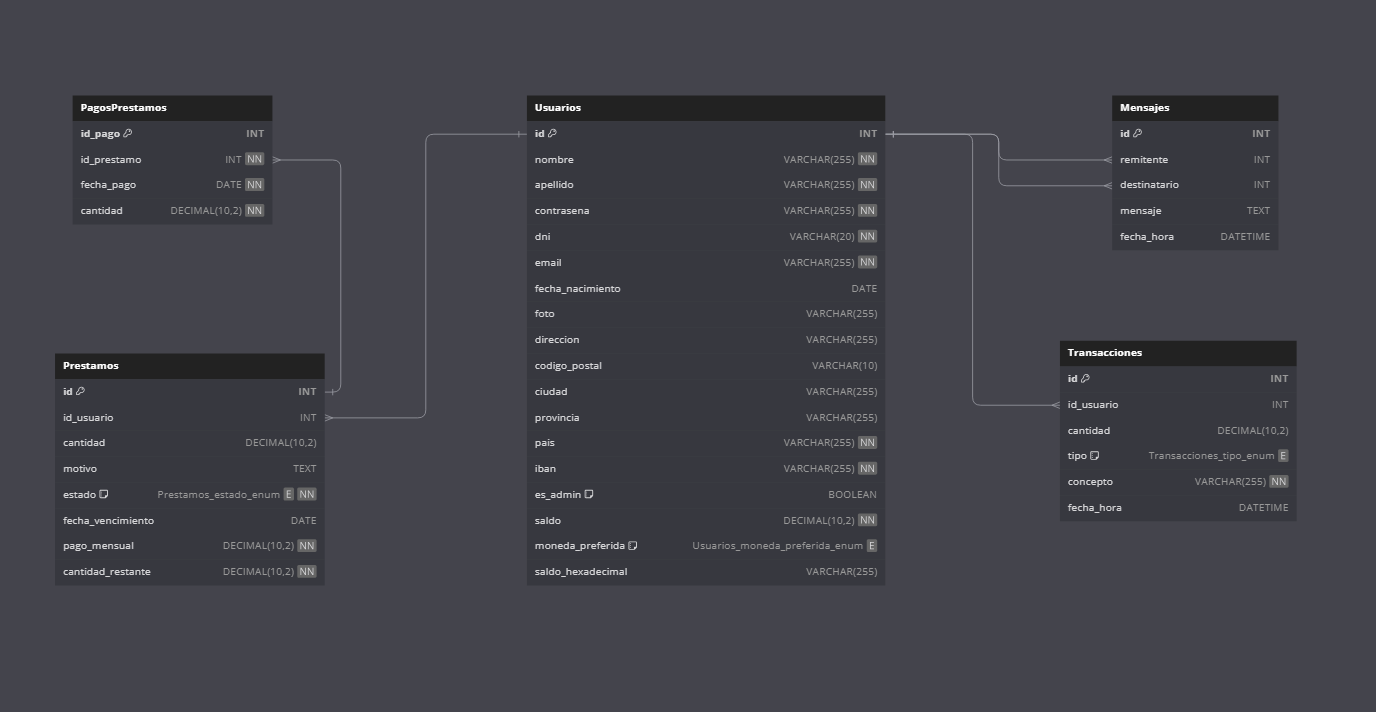 PagosPrestamos
id_pago INT
id_prestamo INT NN
fecha_pago DATE NN
cantidad DECIMAL(10,2) NN
Prestamos
id INT
id_usuario INT
cantidad DECIMAL(10,2)
motivo TEXT
estado Prestamos_estado_enum E NN
fecha_vencimiento DATE
pago_mensual DECIMAL(10,2) NN
cantidad_restante DECIMAL(10,2) NN
Usuarios
id INT
nombre VARCHAR(255) NN
apellido VARCHAR(255) NN
contrasena VARCHAR(255) NN
dni VARCHAR(20) NN
email VARCHAR(255) NN
fecha_nacimiento DATE
foto VARCHAR(255)
direccion VARCHAR(255)
codigo_postal VARCHAR(10)
ciudad VARCHAR(255)
provincia VARCHAR(255)
pais VARCHAR(255) NN
iban VARCHAR(255) NN
es_admin BOOLEAN
saldo DECIMAL(10,2) NN
moneda_preferida Usuarios_moneda_preferida_enum E
saldo_hexadecimal VARCHAR(255)
Mensajes
id INT
remitente INT
destinatario INT
mensaje TEXT
fecha_hora DATETIME
Transacciones
id INT
id_usuario INT
cantidad DECIMAL(10,2)
tipo Transacciones_tipo_enum E
concepto VARCHAR(255) NN
fecha_hora DATETIME